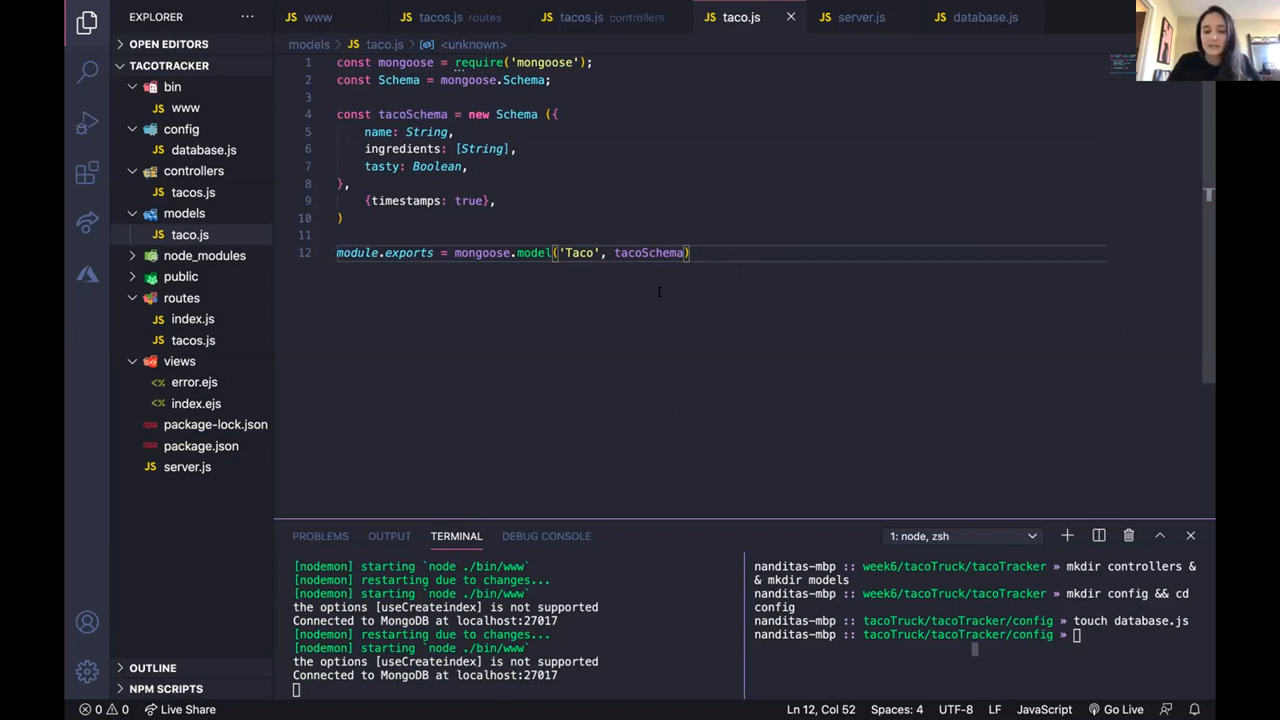 EXPLORER
...
www
tacos.js routes
tacos.js controllers
taco.js
server.js
database.js
OPEN EDITORS
TACOTRACKER
bin
www
config
database.js
controllers
tacos.js
models
taco.js
node_modules
public
routes
index.js
tacos.js
views
error.ejs
index.ejs
package-lock.json
package.json
server.js
OUTLINE
NPM SCRIPTS
models > JS taco.js > <unknown>
1 const mongoose = require('mongoose');
2 const Schema = mongoose.Schema;
3
4 const tacoSchema = new Schema ({
5 name: String,
6 ingredients: [String],
7 tasty: Boolean,
8 },
9 {timestamps: true},
10 )
11
12 module.exports = mongoose.model('Taco', tacoSchema)
PROBLEMS OUTPUT TERMINAL DEBUG CONSOLE
1: node, zsh
[nodemon] starting `node ./bin/www`
[nodemon] restarting due to changes...
[nodemon] starting `node ./bin/www`
the options [useCreateindex] is not supported
Connected to MongoDB at localhost:27017
[nodemon] restarting due to changes...
[nodemon] starting `node ./bin/www`
the options [useCreateindex] is not supported
Connected to MongoDB at localhost:27017
nanditas-mbp :: week6/tacoTruck/tacoTracker » mkdir controllers &
& mkdir models
nanditas-mbp :: week6/tacoTruck/tacoTracker » mkdir config && cd
config
nanditas-mbp :: tacoTruck/tacoTracker/config » touch database.js
nanditas-mbp :: tacoTruck/tacoTracker/config »
0 0 Live Share
Ln 12, Col 52 Spaces: 4 UTF-8 LF JavaScript Go Live